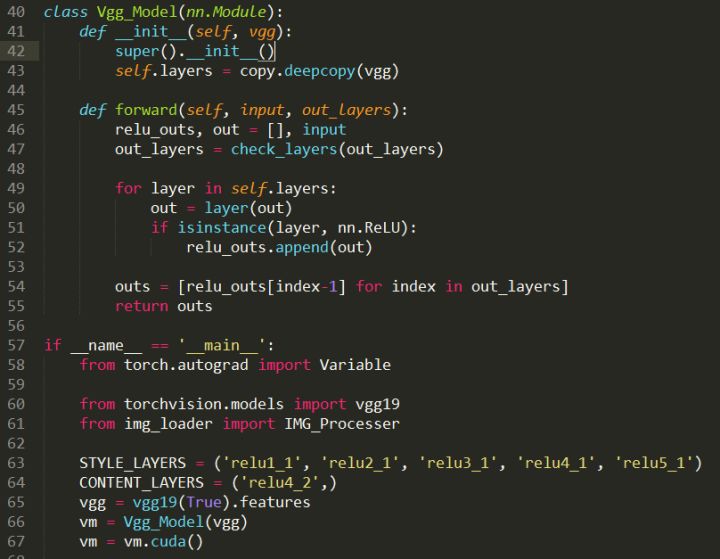 40 class Vgg_Model(nn.Module):
41     def __init__(self, vgg):
42         super().__init__()
43         self.layers = copy.deepcopy(vgg)
44
45     def forward(self, input, out_layers):
46         relu_outs, out = [], input
47         out_layers = check_layers(out_layers)
48
49         for layer in self.layers:
50             out = layer(out)
51             if isinstance(layer, nn.ReLU):
52                 relu_outs.append(out)
53
54         outs = [relu_outs[index-1] for index in out_layers]
55         return outs
56
57 if __name__ == '__main__':
58     from torch.autograd import Variable
59
60     from torchvision.models import vgg19
61     from img_loader import IMG_Processer
62
63     STYLE_LAYERS = ('relu1_1', 'relu2_1', 'relu3_1', 'relu4_1', 'relu5_1')
64     CONTENT_LAYERS = ('relu4_2',)
65     vgg = vgg19(True).features
66     vm = Vgg_Model(vgg)
67     vm = vm.cuda()